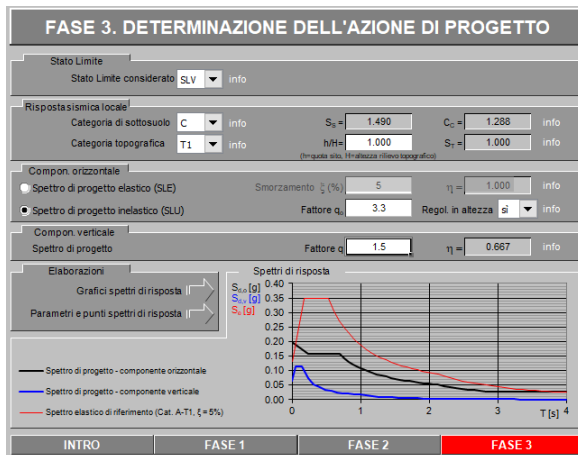 FASE 3. DETERMINAZIONE DELL'AZIONE DI PROGETTO
Stato Limite
Stato Limite considerato SLV info
Risposta sismica locale
Categoria di sottosuolo C info S_S = 1.490 C_C = 1.288 info
Categoria topografica T1 info h/H= 1.000 S_T = 1.000 info
(h=quota sito, H=altezza rilievo topografico)
Compon. orizzontale
Spettro di progetto elastico (SLE) Smorzamento ξ (%) 5 η = 1.000 info
Spettro di progetto inelastico (SLU) Fattore q₀ 3.3 Regol. in altezza sì info
Compon. verticale
Spettro di progetto Fattore q 1.5 η = 0.667 info
Elaborazioni
Grafici spettri di risposta
Parametri e punti spettri di risposta
Spettri di risposta
S_d,o [g]
S_d,v [g]
S_e [g]
0.40
0.35
0.30
0.25
0.20
0.15
0.10
0.05
0.00
0 1 2 3 4
T [s]
Spettro di progetto - componente orizzontale
Spettro di progetto - componente verticale
Spettro elastico di riferimento (Cat. A-T1, ξ = 5%)
INTRO FASE 1 FASE 2 FASE 3